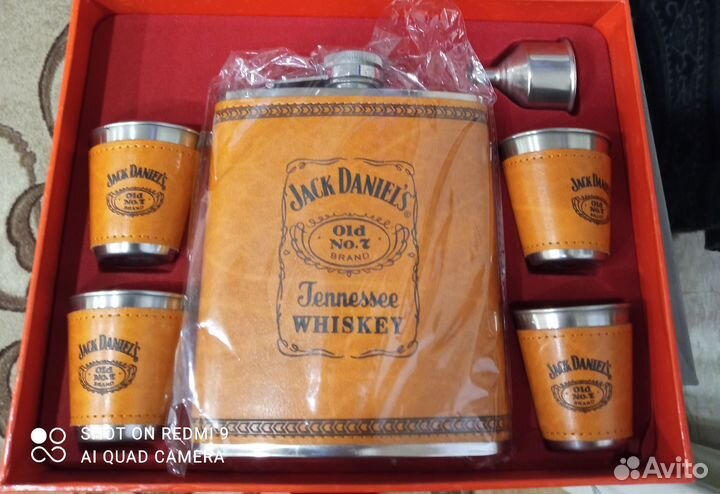 JACK DANIEL'S
Old
No. 7
BRAND
JACK DANIEL'S
Old
No. 7
BRAND
Tennessee
WHISKEY
JACK DANIEL'S
Old
No. 7
BRAND
JACK DANIEL'S
Old
No. 7
BRAND
JACK DANIEL'S
Old
No. 7
BRAND
SHOT ON REDMI 9
AI QUAD CAMERA
Avito